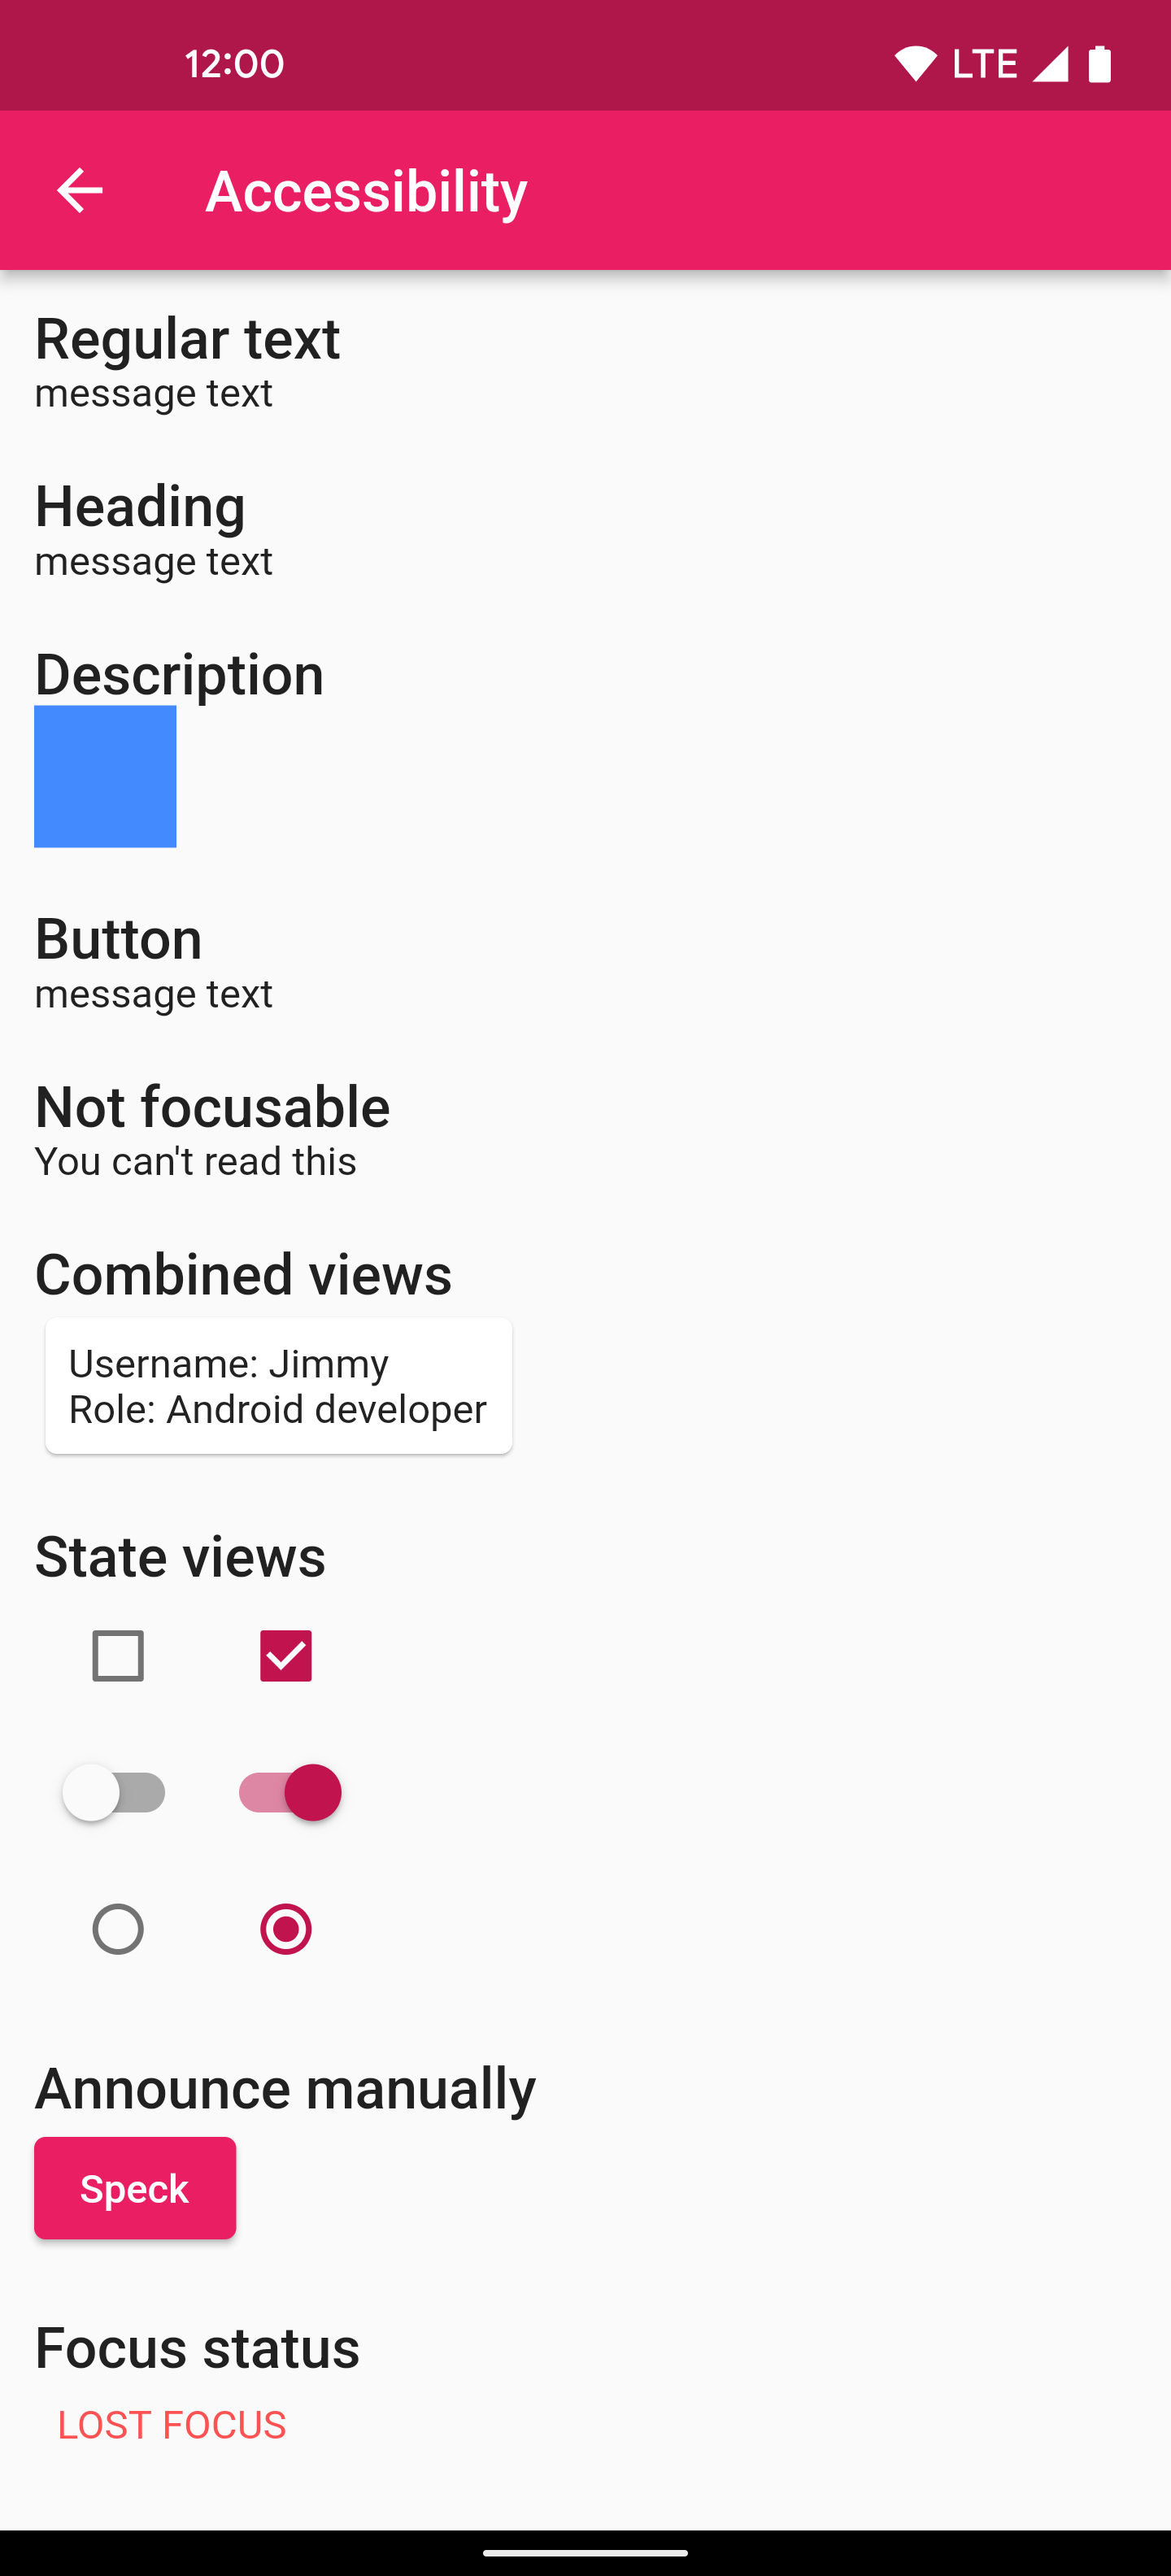 12:00
LTE
Accessibility
Regular text
message text
Heading
message text
Description
Button
message text
Not focusable
You can't read this
Combined views
Username: Jimmy
Role: Android developer
State views
Announce manually
Speck
Focus status
LOST FOCUS